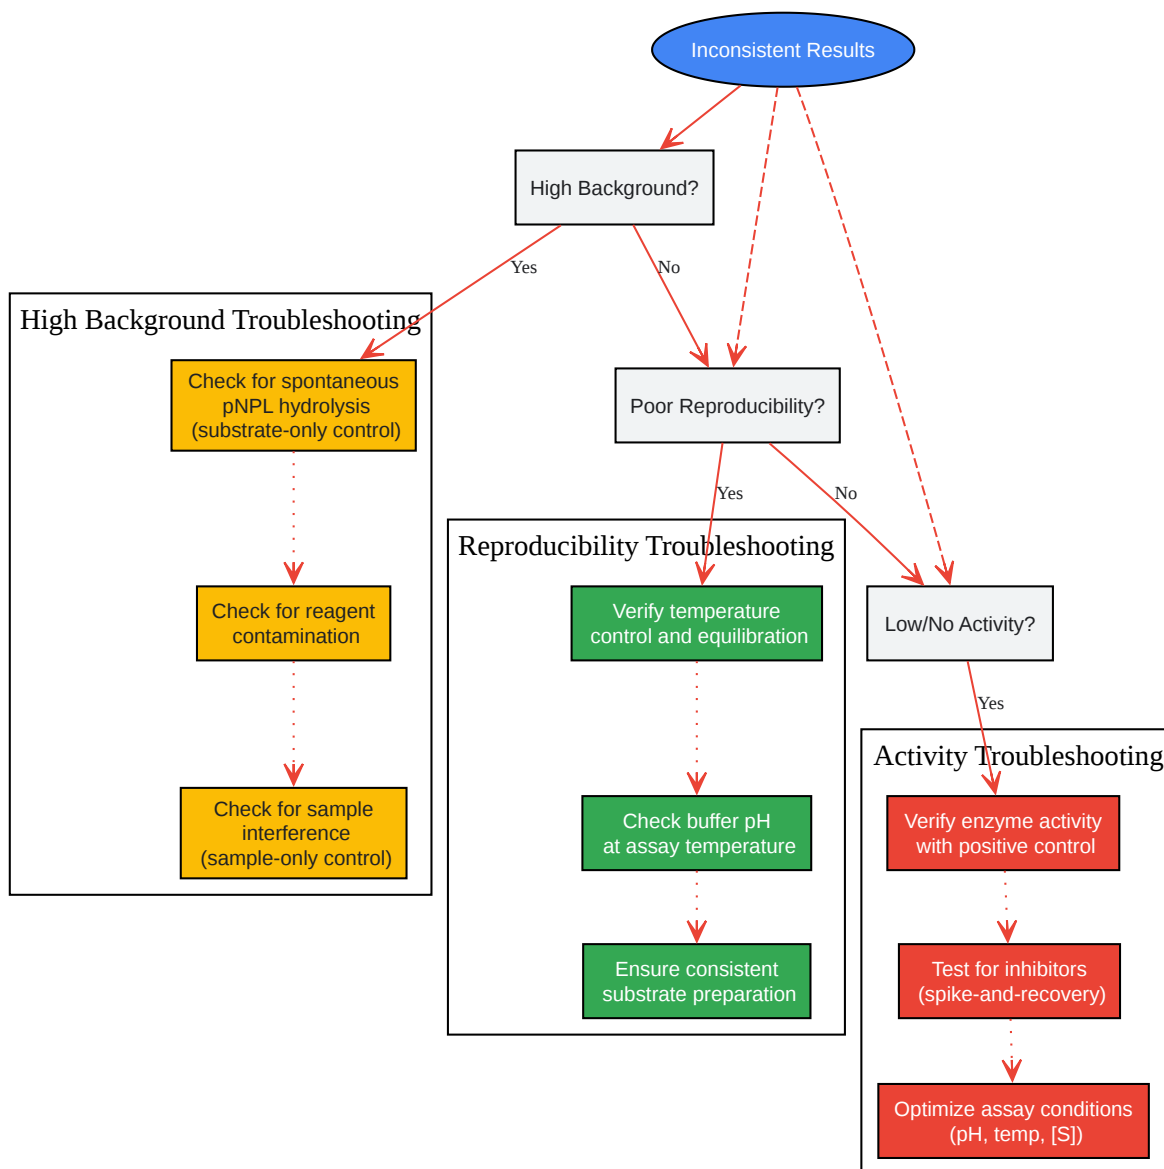 Inconsistent Results
High Background?
Yes
No
High Background Troubleshooting
Check for spontaneous
pNPL hydrolysis
(substrate-only control)
Check for reagent
contamination
Check for sample
interference
(sample-only control)
Poor Reproducibility?
Yes
No
Reproducibility Troubleshooting
Verify temperature
control and equilibration
Check buffer pH
at assay temperature
Ensure consistent
substrate preparation
Low/No Activity?
Yes
Activity Troubleshooting
Verify enzyme activity
with positive control
Test for inhibitors
(spike-and-recovery)
Optimize assay conditions
(pH, temp, [S])